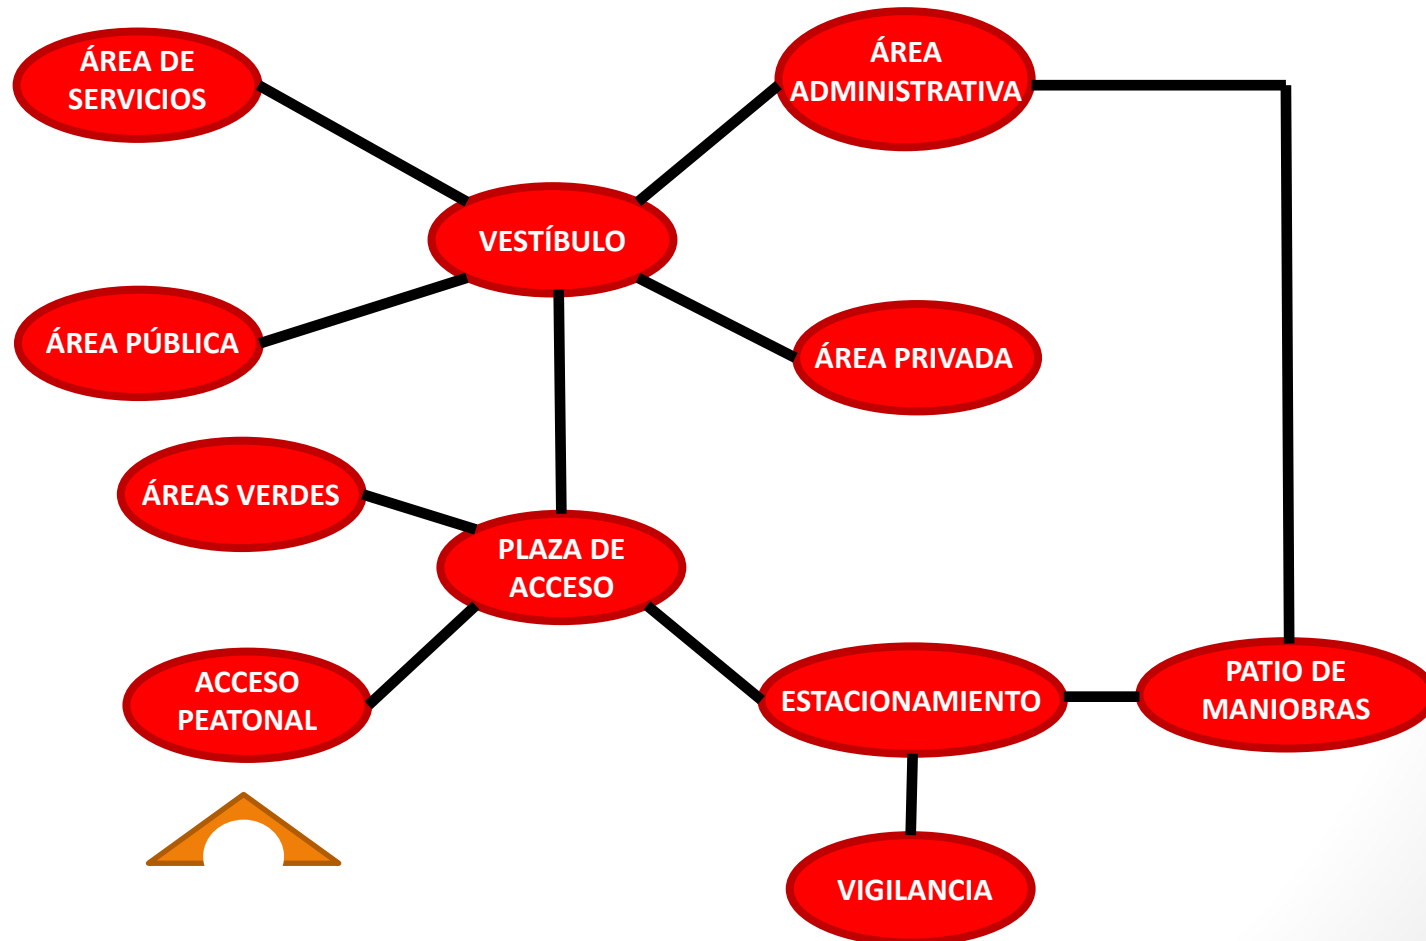 ÁREA DE
SERVICIOS
ÁREA
ADMINISTRATIVA
VESTÍBULO
ÁREA PÚBLICA
ÁREA PRIVADA
ÁREAS VERDES
PLAZA DE
ACCESO
ACCESO
PEATONAL
ESTACIONAMIENTO
PATIO DE
MANIOBRAS
VIGILANCIA